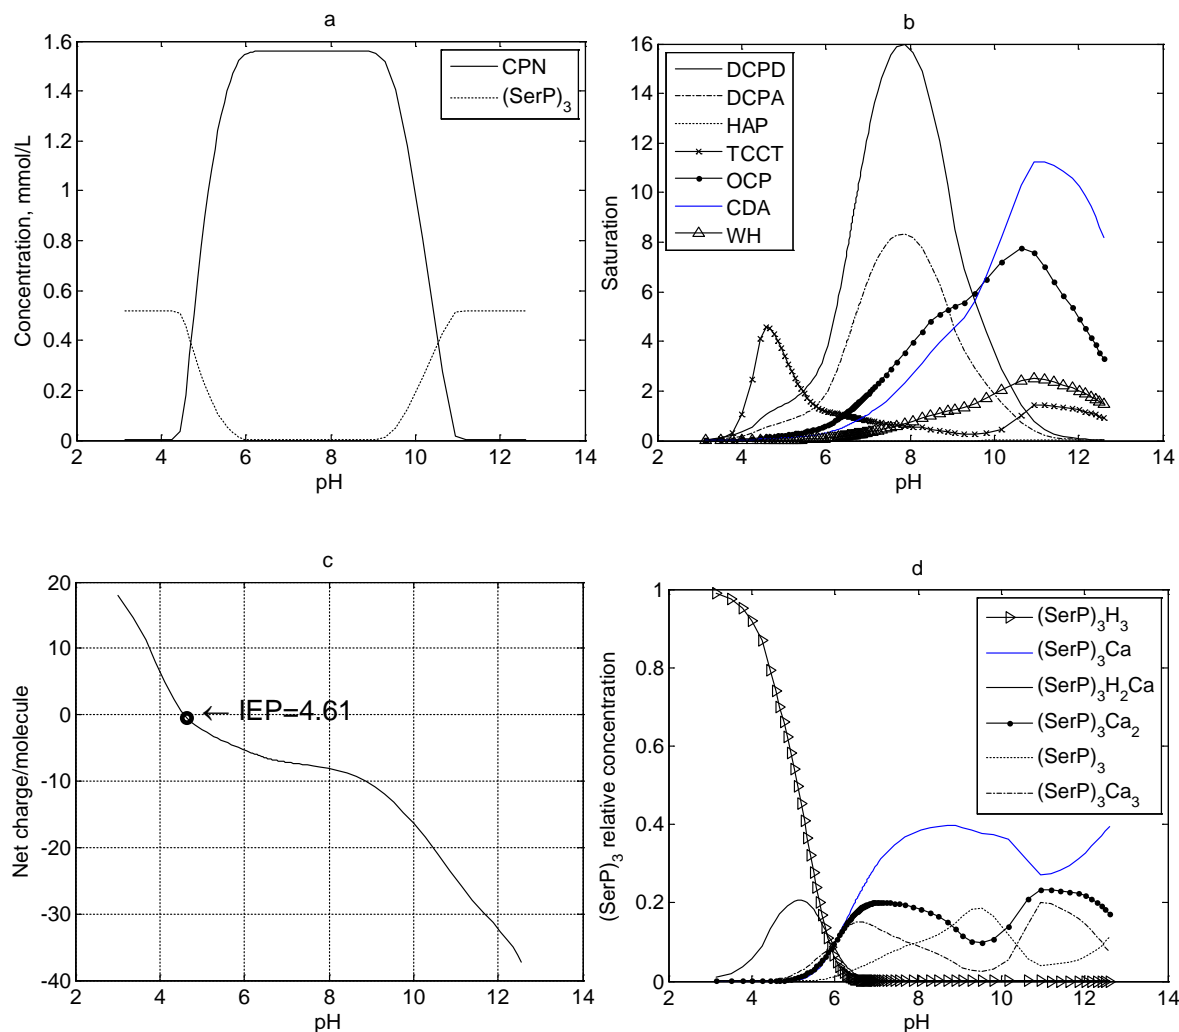 a
1.6
1.4
1.2
1
0.8
0.6
0.4
0.2
0
Concentration, mmol/L
CPN
(SerP)3
2 4 6 8 10 12 14
pH
b
16
14
12
10
8
6
4
2
0
Saturation
DCPD
DCPA
HAP
TCCT
OCP
CDA
WH
2 4 6 8 10 12 14
pH
c
20
10
0
-10
-20
-30
-40
Net charge/molecule
← IEP=4.61
2 4 6 8 10 12 14
pH
d
1
0.8
0.6
0.4
0.2
0
(SerP)3 relative concentration
(SerP)3H3
(SerP)3Ca
(SerP)3H2Ca
(SerP)3Ca2
(SerP)3
(SerP)3Ca3
2 4 6 8 10 12 14
pH